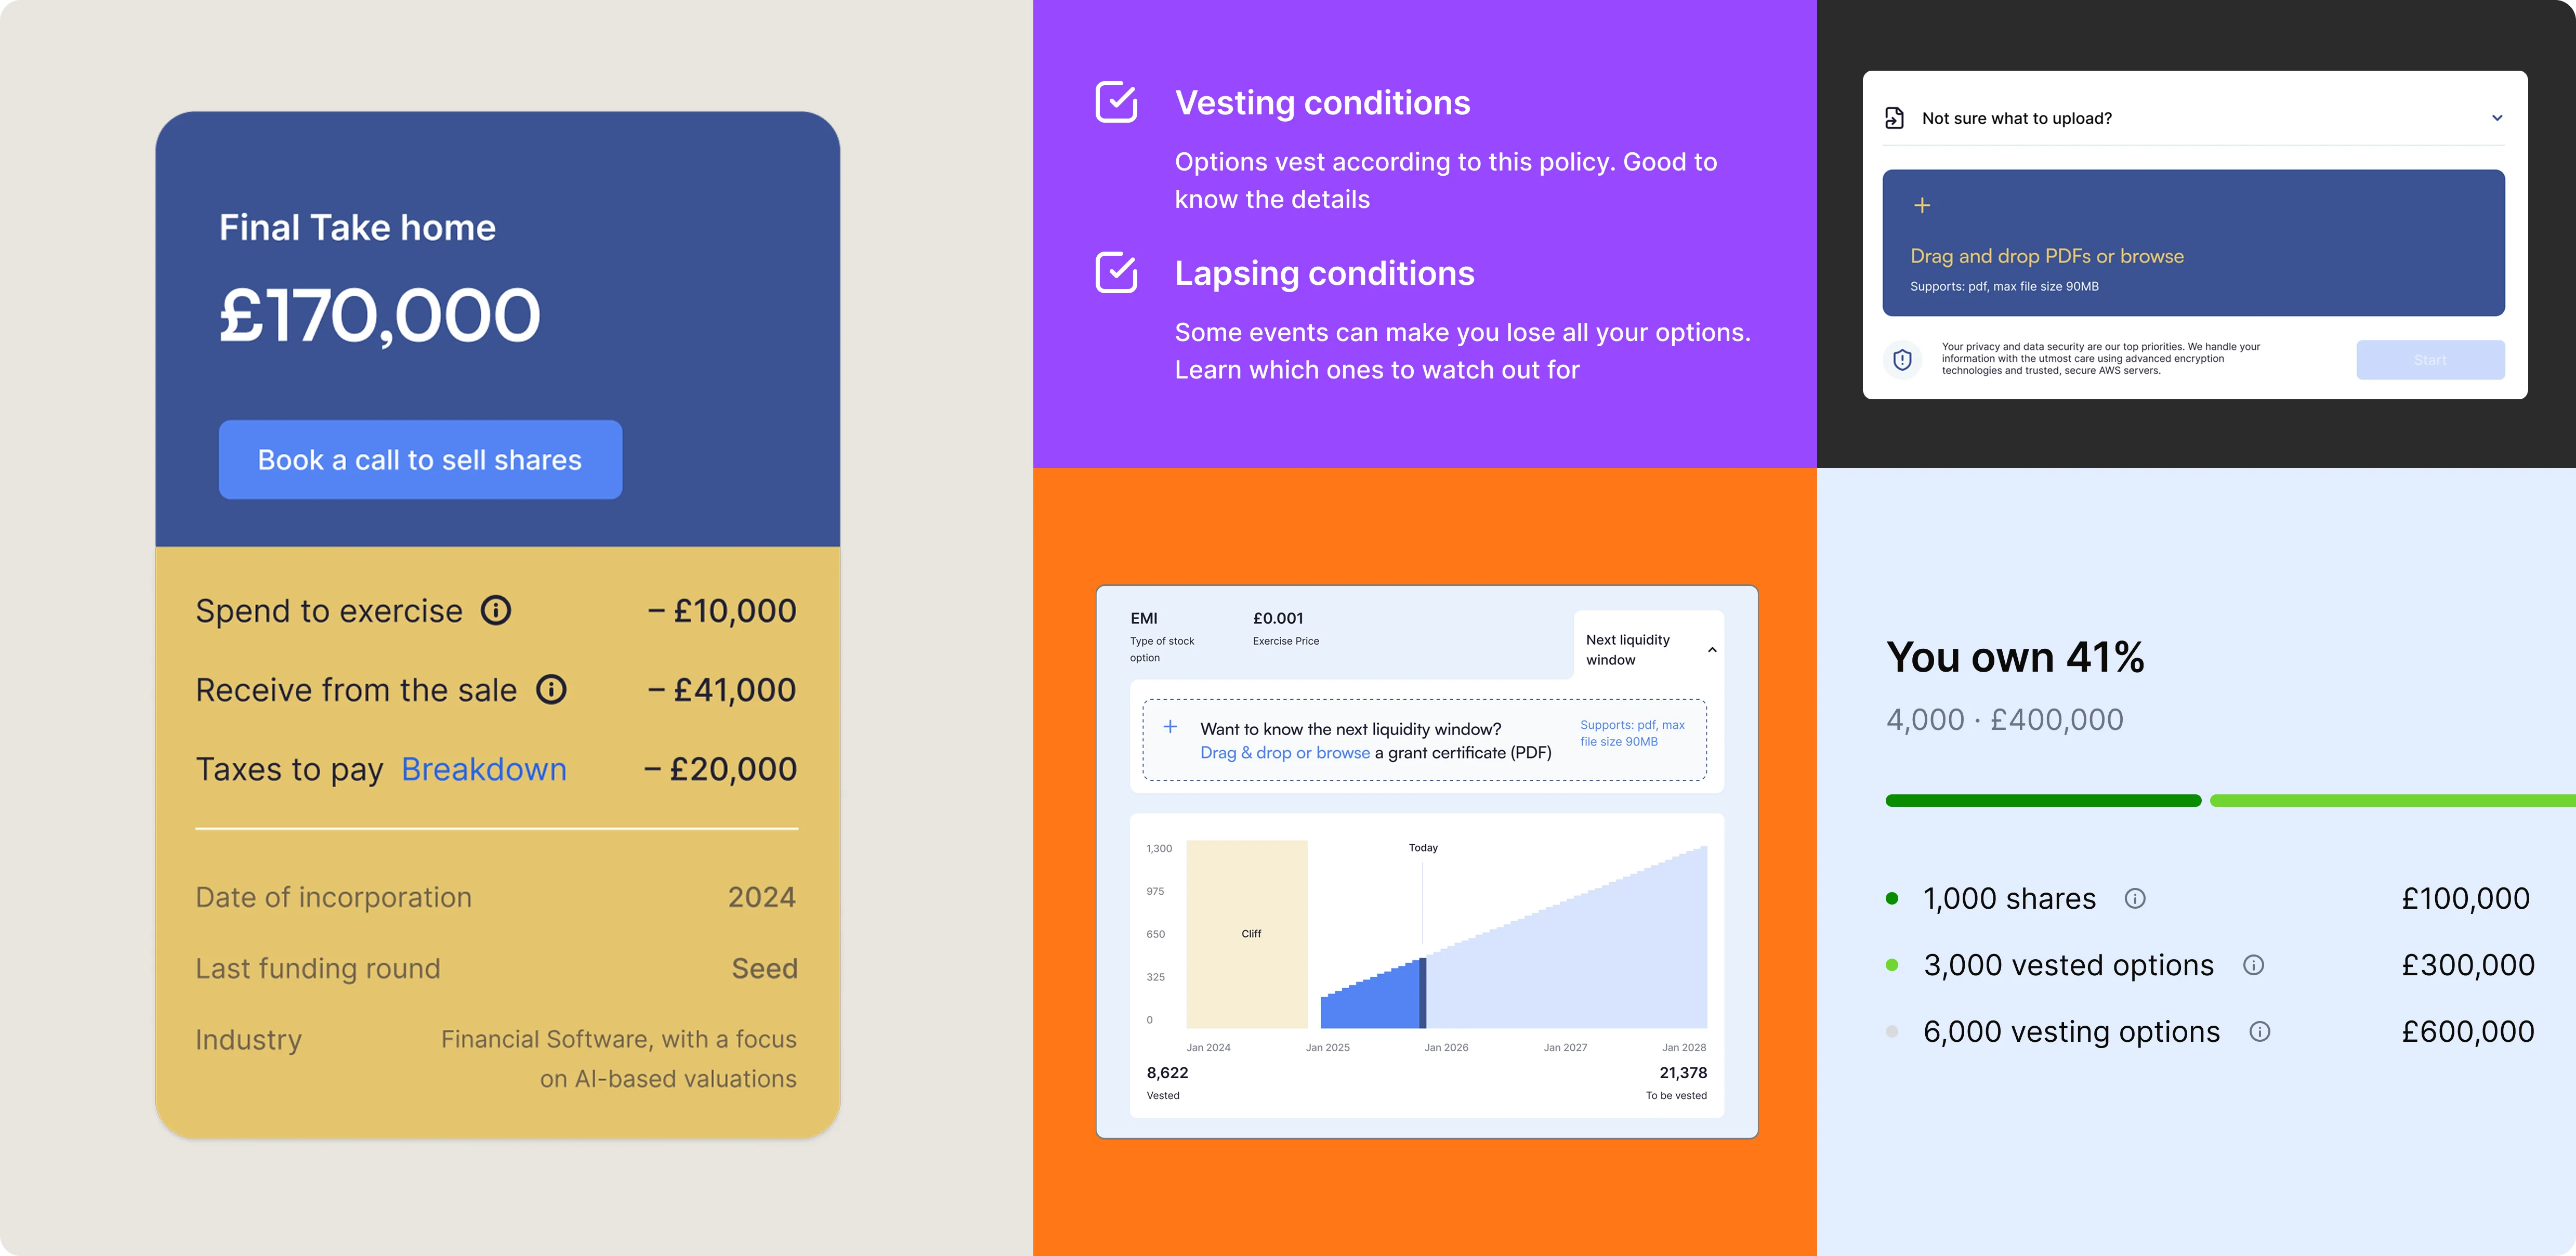 Final Take home
£170,000
Book a call to sell shares
Spend to exercise – £10,000
Receive from the sale – £41,000
Taxes to pay Breakdown – £20,000
Date of incorporation 2024
Last funding round Seed
Industry Financial Software, with a focus
on AI-based valuations
Vesting conditions
Options vest according to this policy. Good to
know the details
Lapsing conditions
Some events can make you lose all your options.
Learn which ones to watch out for
Not sure what to upload?
Drag and drop PDFs or browse
Supports: pdf, max file size 90MB
Your privacy and data security are our top priorities. We handle your
information with the utmost care using advanced encryption
technologies and trusted, secure AWS servers.
Start
EMI
Type of stock
option
£0.001
Exercise Price
Next liquidity
window
Want to know the next liquidity window?
Drag & drop or browse a grant certificate (PDF)
Supports: pdf, max
file size 90MB
1,300
975
650
325
0
Cliff
Today
Jan 2024 Jan 2025 Jan 2026 Jan 2027 Jan 2028
8,622
Vested
21,378
To be vested
You own 41%
4,000 · £400,000
1,000 shares £100,000
3,000 vested options £300,000
6,000 vesting options £600,000